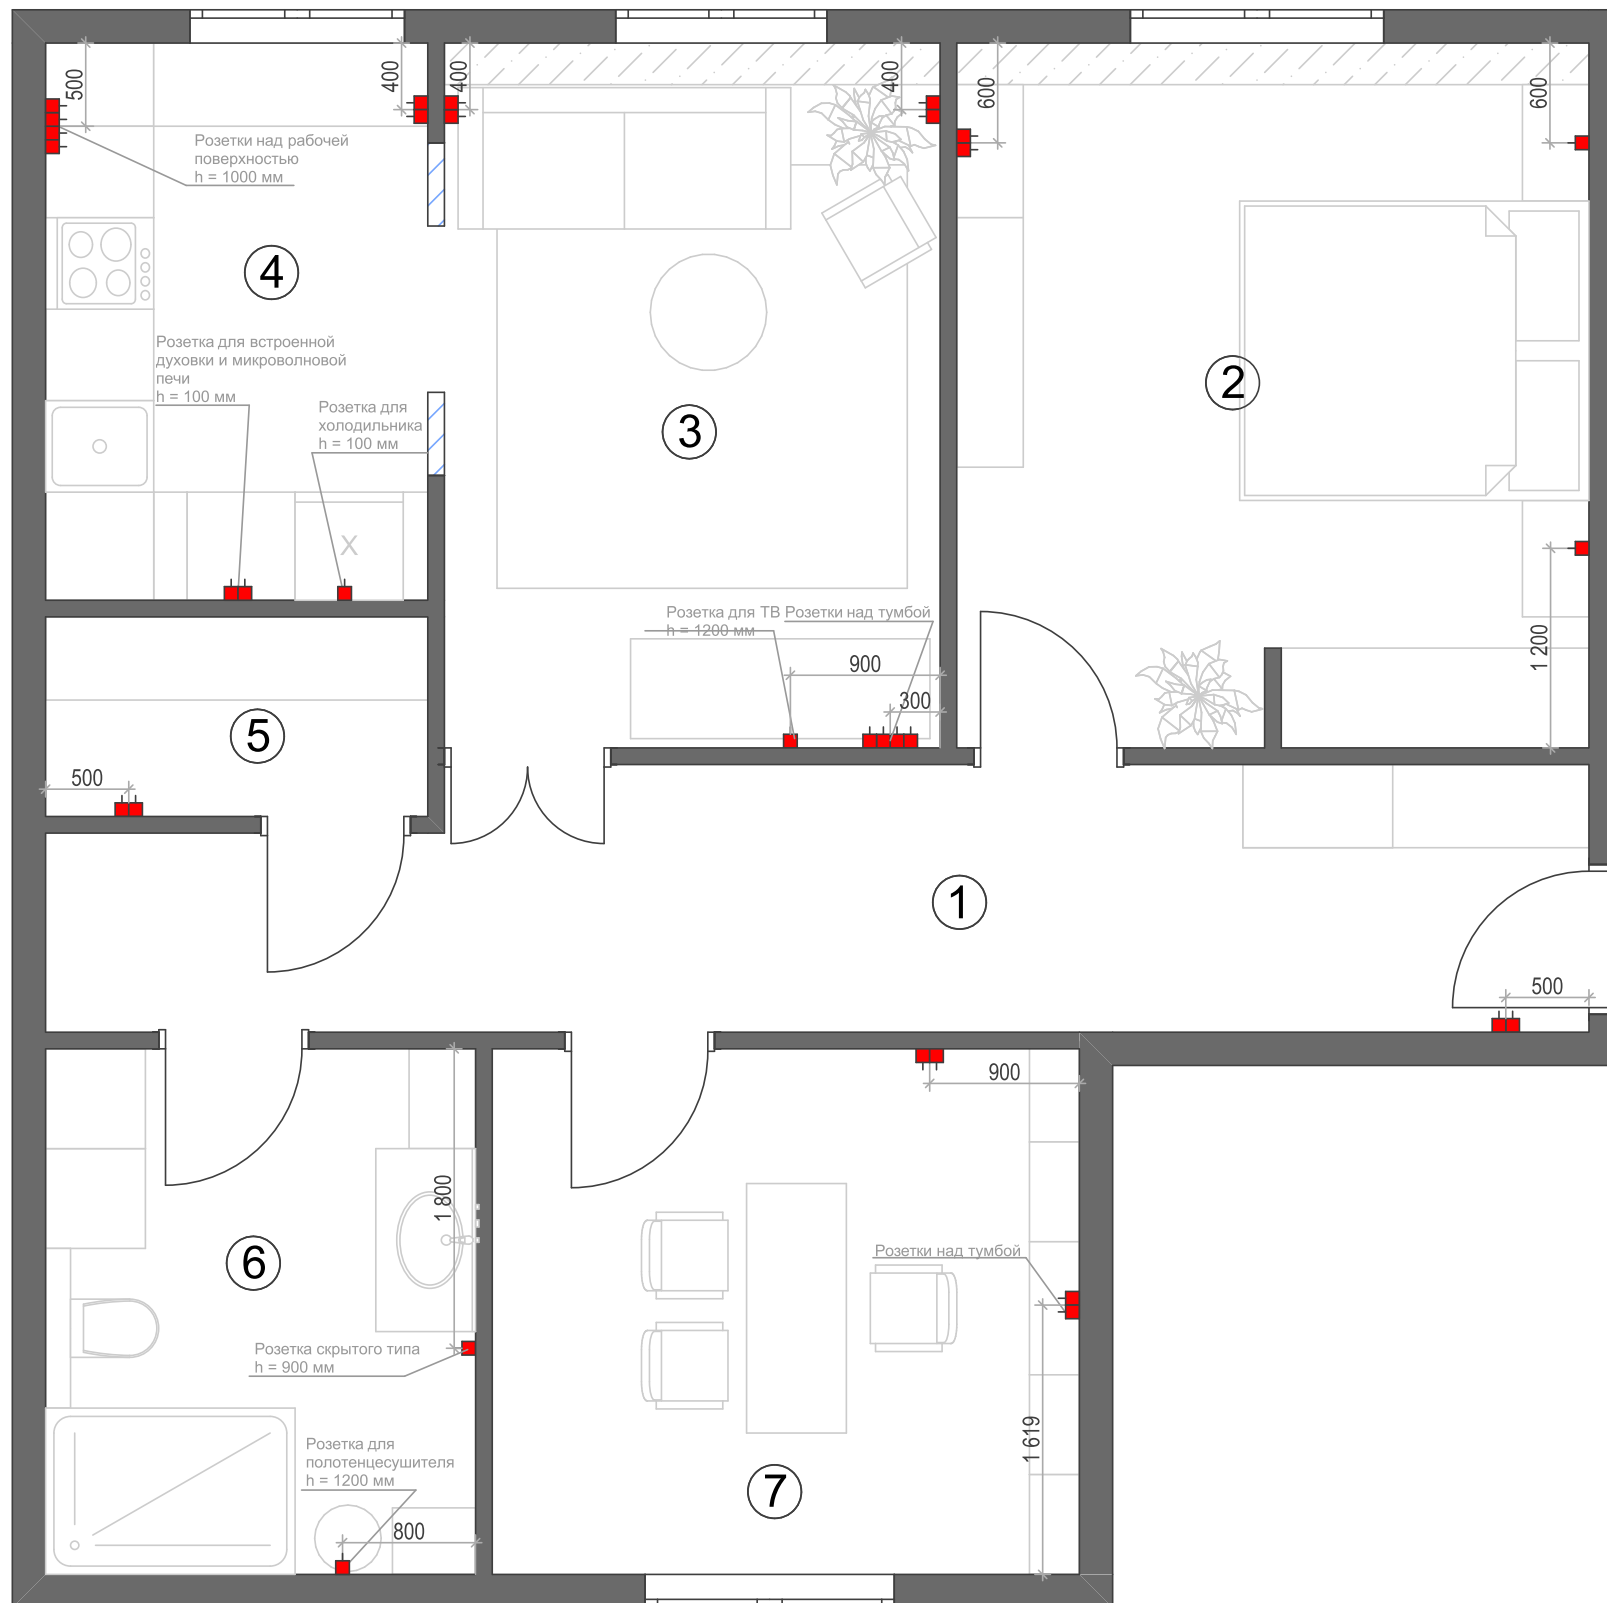 500
400
400
400
600
600
Розетки над рабочей
поверхностью
h = 1000 мм
4
3
2
Розетка для встроенной
духовки и микроволновой
печи
h = 100 мм
Розетка для
холодильника
h = 100 мм
X
Розетка для ТВ
h = 1200 мм
Розетки над тумбой
900
300
1 200
5
500
1
500
900
1 800
6
Розетки над тумбой
Розетка скрытого типа
h = 900 мм
1 619
Розетка для
полотенцесушителя
h = 1200 мм
7
800